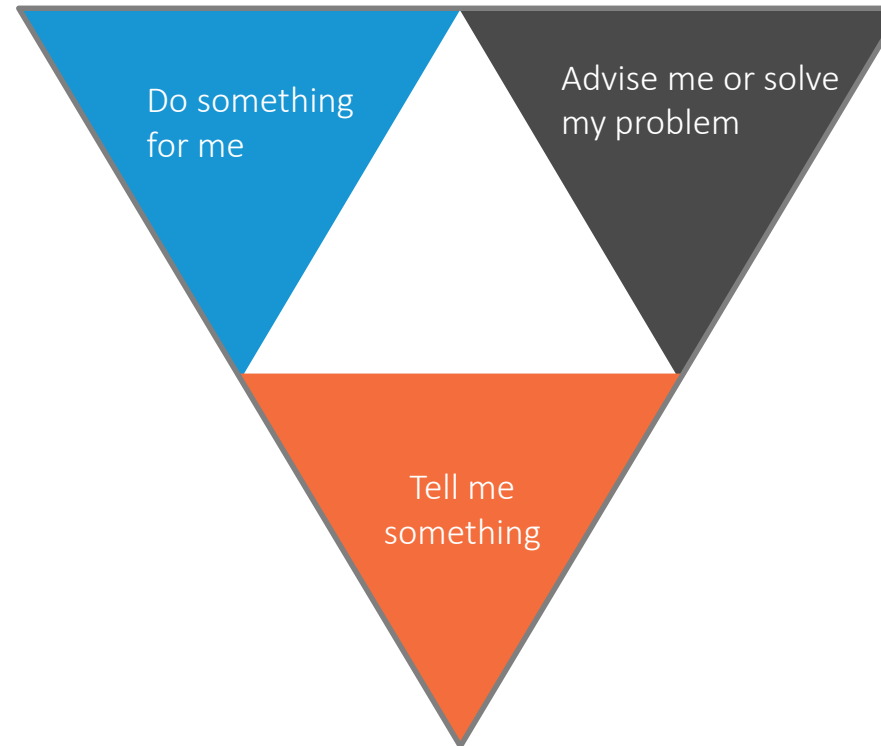 Do something
for me
Advise me or solve
my problem
Tell me
something